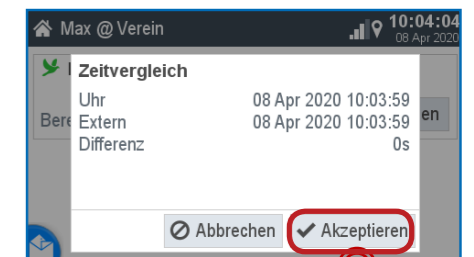 Max @ Verein
10:04:04
08 Apr 2020
Zeitvergleich
Uhr 08 Apr 2020 10:03:59
Bere
Extern 08 Apr 2020 10:03:59
en
Differenz 0s
Abbrechen
Akzeptieren